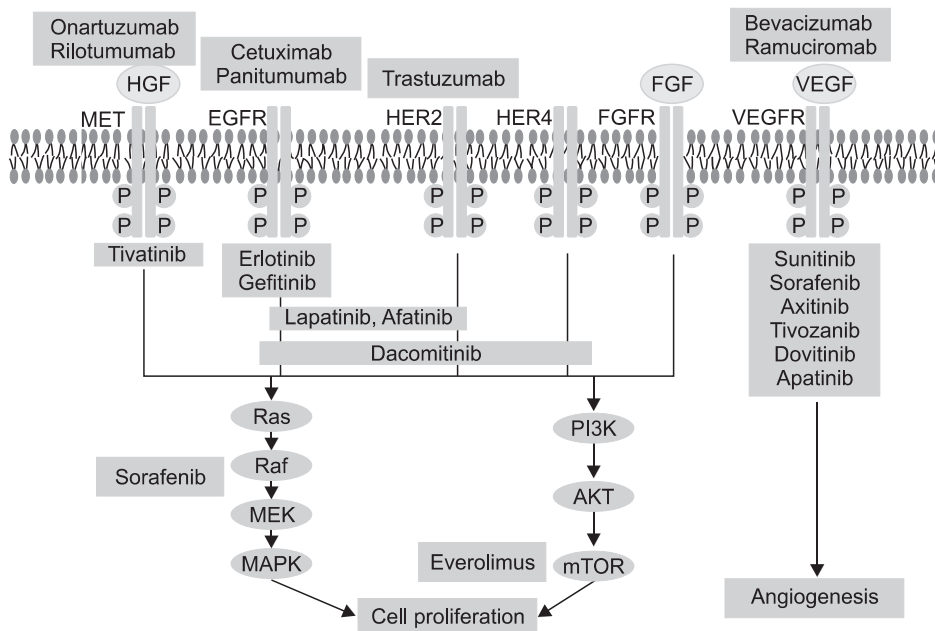 Onartuzumab
Rilotumumab
HGF
Cetuximab
Panitumumab
Trastuzumab
FGF
Bevacizumab
Ramuciromab
VEGF
MET
EGFR
HER2
HER4
FGFR
VEGFR
P P P P P P P P P P P P
P P P P P P P P P P P P
Tivatinib
Erlotinib
Gefitinib
Lapatinib, Afatinib
Dacomitinib
Sunitinib
Sorafenib
Axitinib
Tivozanib
Dovitinib
Apatinib
Ras
Raf
MEK
MAPK
Sorafenib
PI3K
AKT
mTOR
Everolimus
Cell proliferation
Angiogenesis